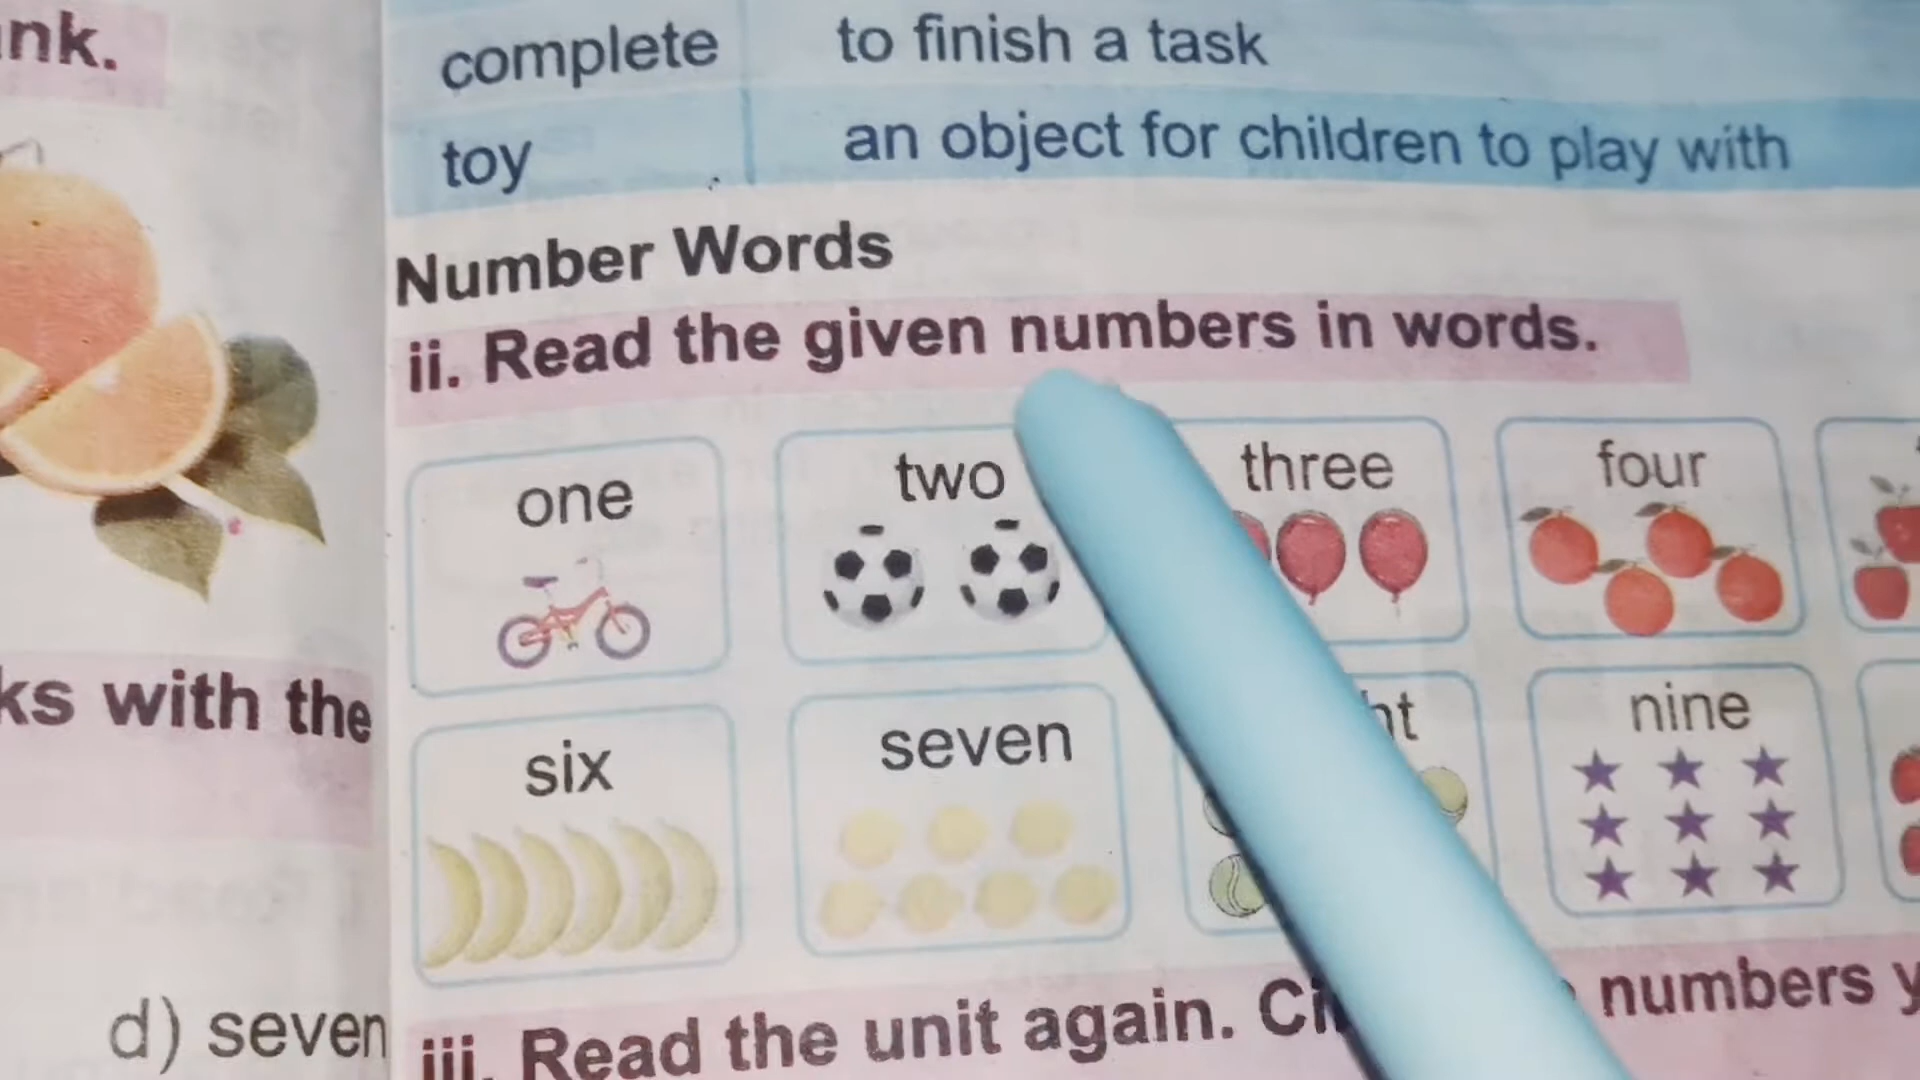 nk.
ks with the
d) seven
complete to finish a task
toy an object for children to play with
Number Words
ii. Read the given numbers in words.
one two three four
six seven ht nine
iii. Read the unit again. Ci numbers y